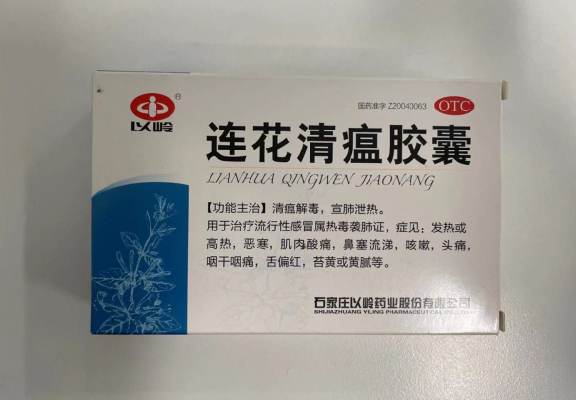 以岭
®
国药准字 Z20040063
OTC
连花清瘟胶囊
LIANHUA QINGWEN JIAONANG
【功能主治】清瘟解毒，宣肺泄热。
用于治疗流行性感冒属热毒袭肺证，症见：发热或
高热，恶寒，肌肉酸痛，鼻塞流涕，咳嗽，头痛，
咽干咽痛，舌偏红，苔黄或黄腻等。
石家庄以岭药业股份有限公司
SHIJIAZHUANG YILING PHARMACEUTICAL CO.,LTD.